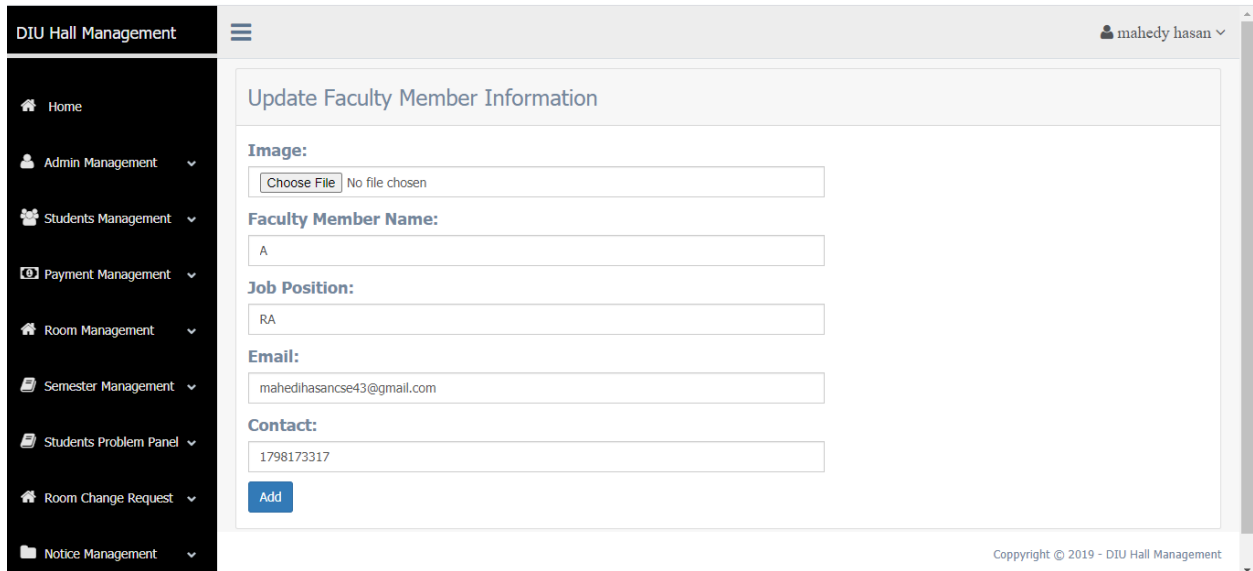 DIU Hall Management
mahedy hasan
Home
Admin Management
Students Management
Payment Management
Room Management
Semester Management
Students Problem Panel
Room Change Request
Notice Management
Update Faculty Member Information
Image:
Choose File No file chosen
Faculty Member Name:
A
Job Position:
RA
Email:
mahedihasancse43@gmail.com
Contact:
1798173317
Add
Coppyright © 2019 - DIU Hall Management